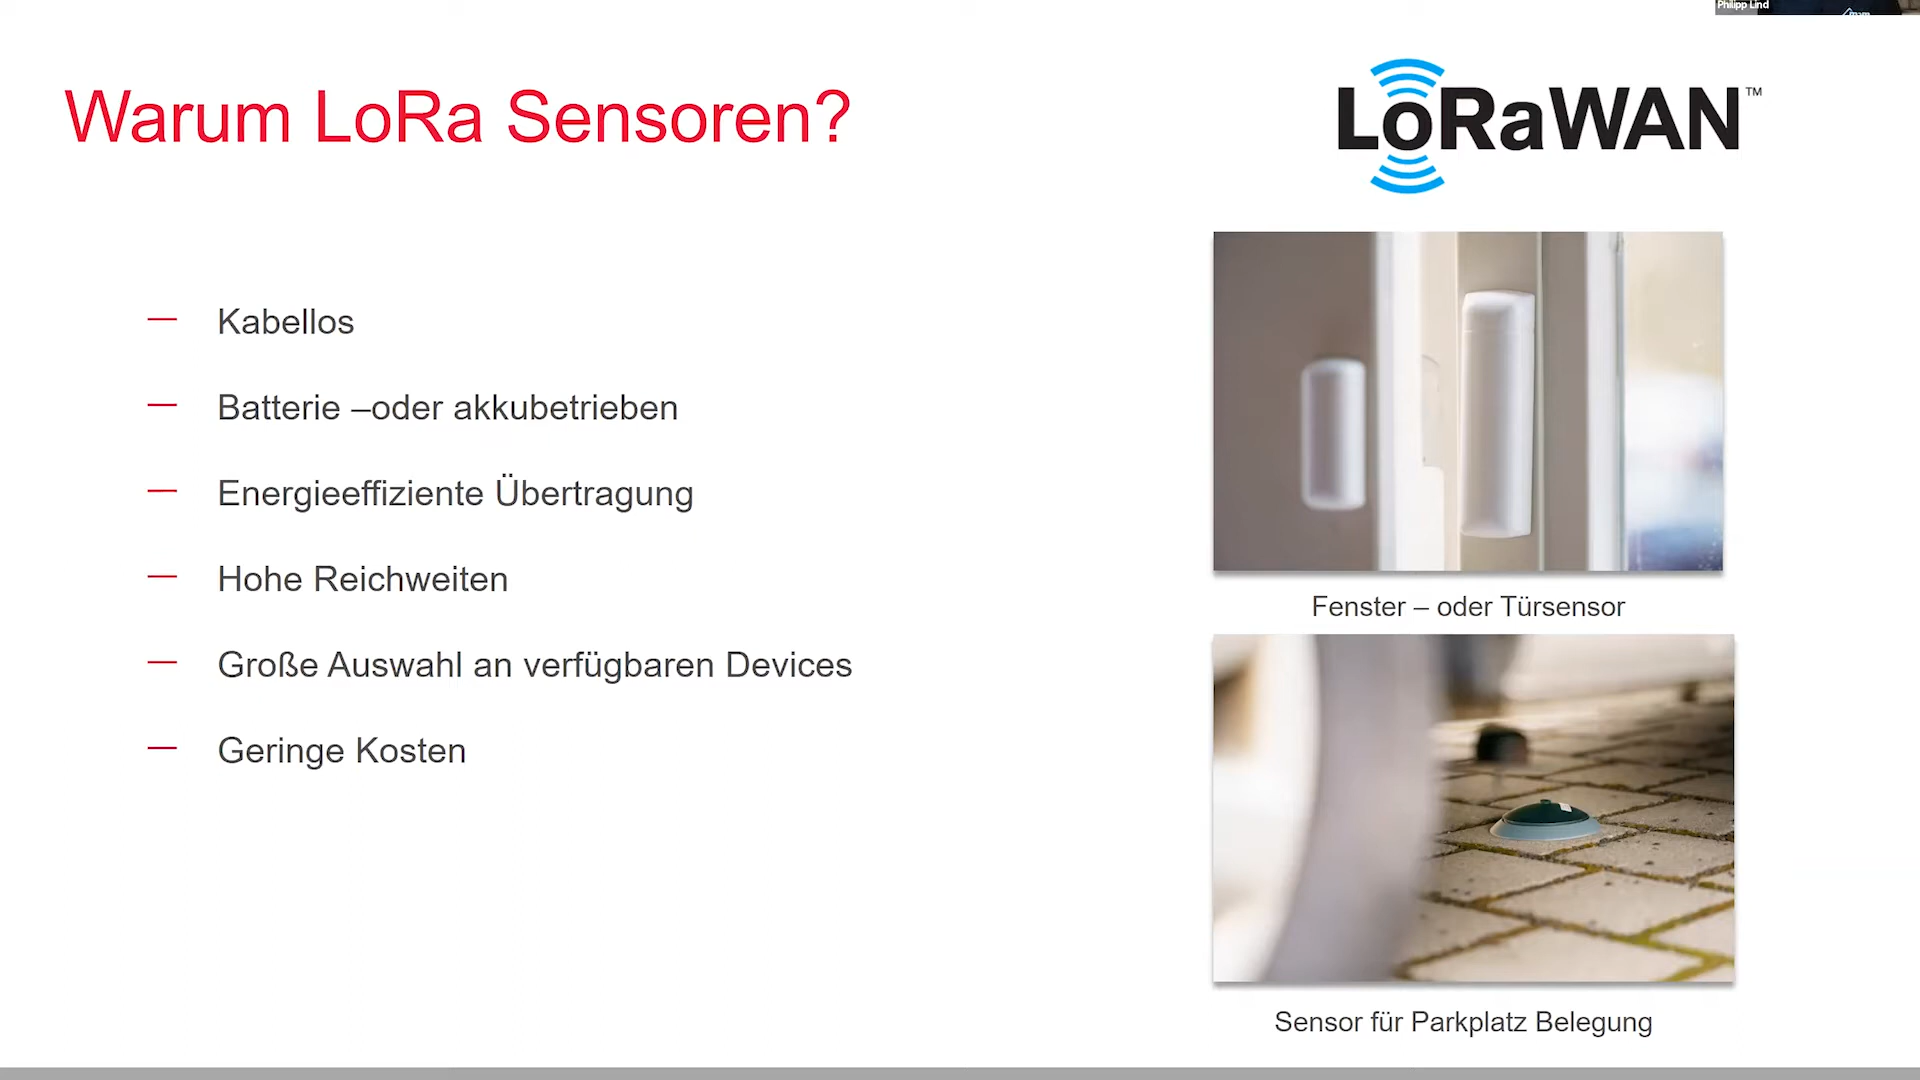 Philipp Lind
Warum LoRa Sensoren?
LoRaWAN™
— Kabellos
— Batterie –oder akkubetrieben
— Energieeffiziente Übertragung
— Hohe Reichweiten
— Große Auswahl an verfügbaren Devices
— Geringe Kosten
Fenster – oder Türsensor
Sensor für Parkplatz Belegung